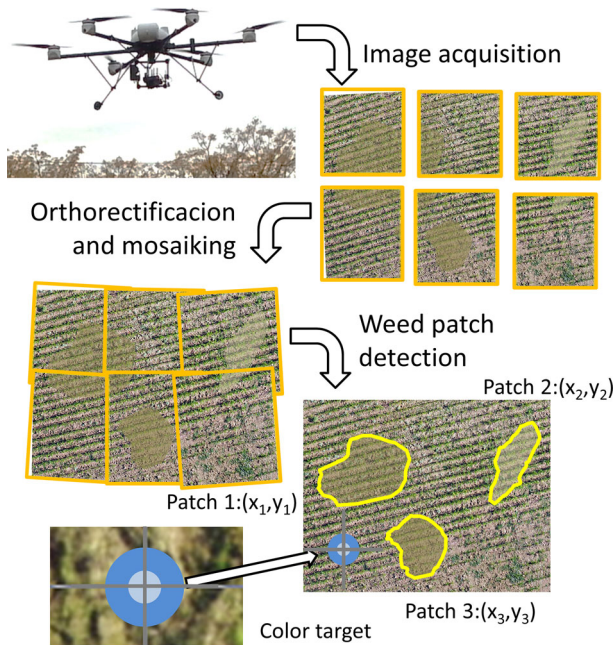 Image acquisition
Orthorectificacion
and mosaiking
Weed patch
detection
Patch 2:(x₂,y₂)
Patch 1:(x₁,y₁)
Patch 3:(x₃,y₃)
Color target